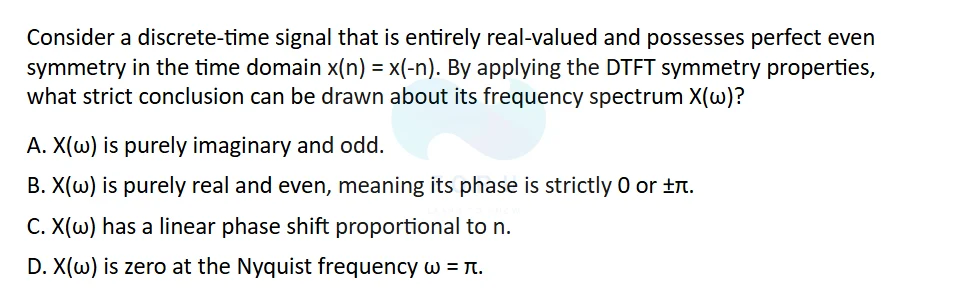 Consider a discrete-time signal that is entirely real-valued and possesses perfect even
symmetry in the time domain x(n) = x(-n). By applying the DTFT symmetry properties,
what strict conclusion can be drawn about its frequency spectrum X(ω)?
A. X(ω) is purely imaginary and odd.
B. X(ω) is purely real and even, meaning its phase is strictly 0 or ±π.
C. X(ω) has a linear phase shift proportional to n.
D. X(ω) is zero at the Nyquist frequency ω = π.